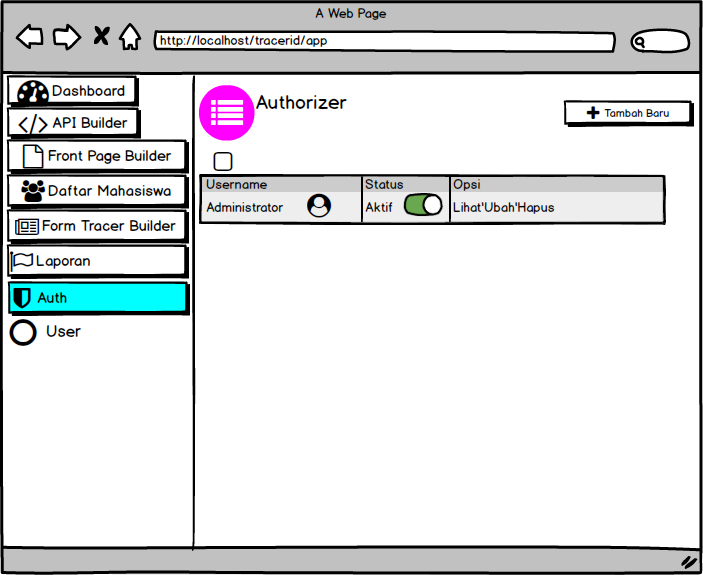 A Web Page
http://localhost/tracerid/app
Dashboard
</> API Builder
Front Page Builder
Daftar Mahasiswa
Form Tracer Builder
Laporan
Auth
User
Authorizer
Tambah Baru
Username Status Opsi
Administrator Aktif Lihat'Ubah'Hapus